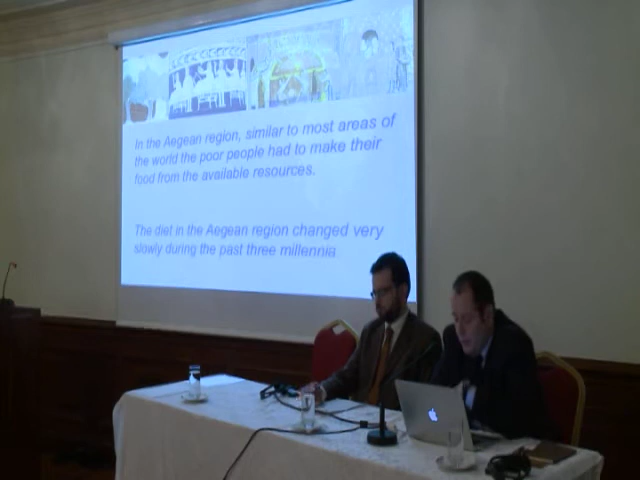 In the Aegean region, similar to most areas of
the world the poor people had to make their
food from the available resources.
The diet in the Aegean region changed very
slowly during the past three millennia